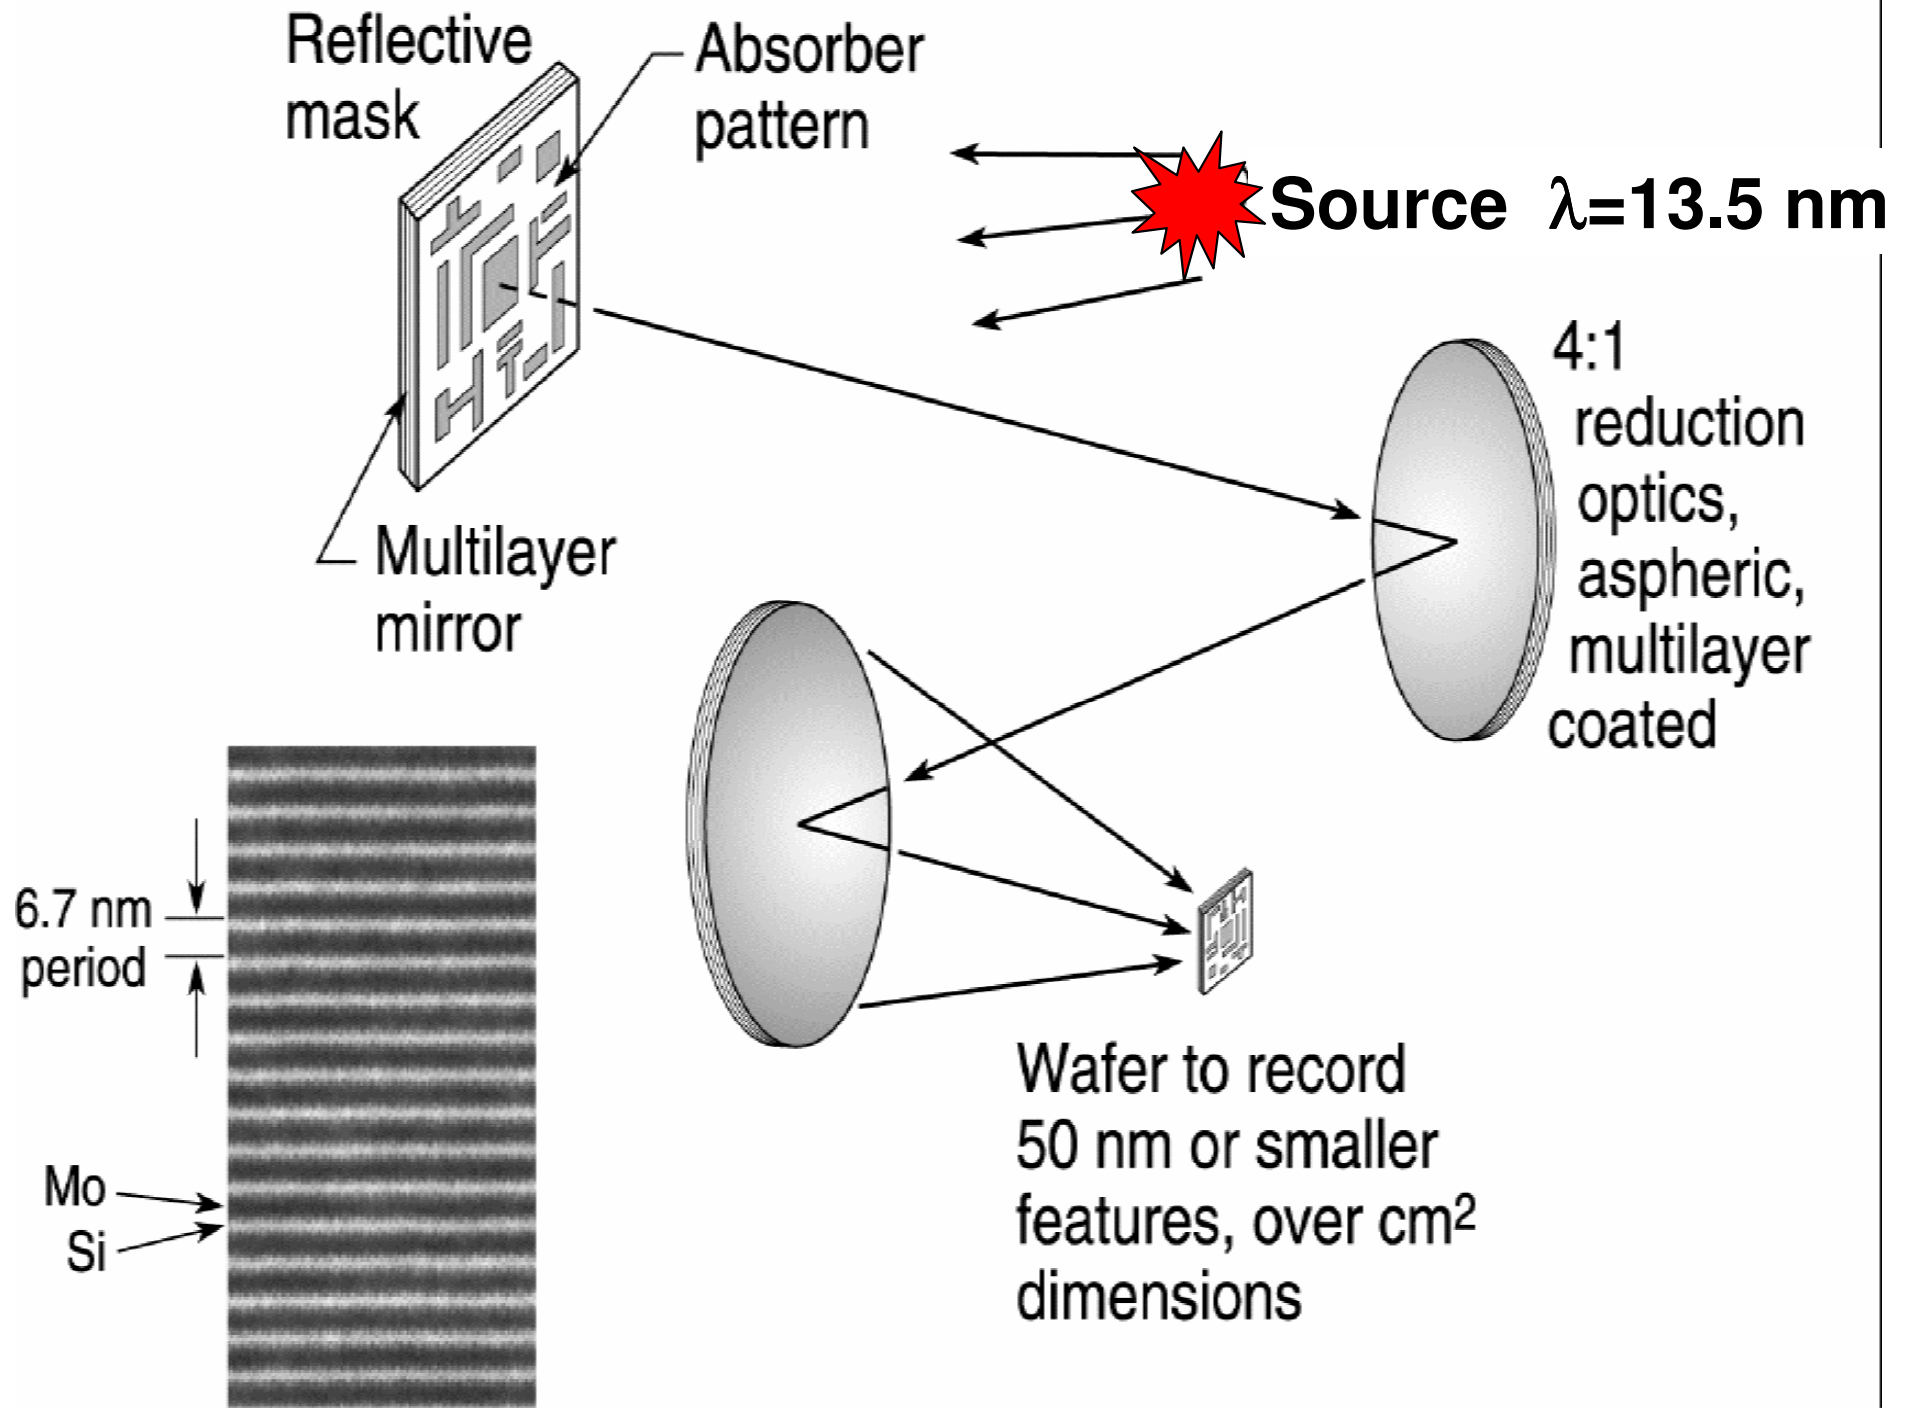 Reflective
mask
Absorber
pattern
Source λ=13.5 nm
4:1
reduction
optics,
aspheric,
multilayer
coated
Multilayer
mirror
6.7 nm
period
Mo
Si
Wafer to record
50 nm or smaller
features, over cm²
dimensions